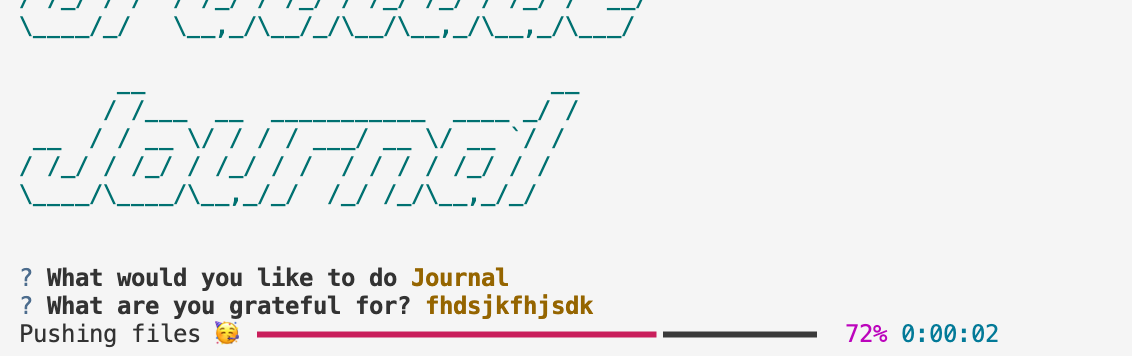 Journal
? What would you like to do Journal
? What are you grateful for? fhdsjkfhjsdk
Pushing files 🥳 72% 0:00:02